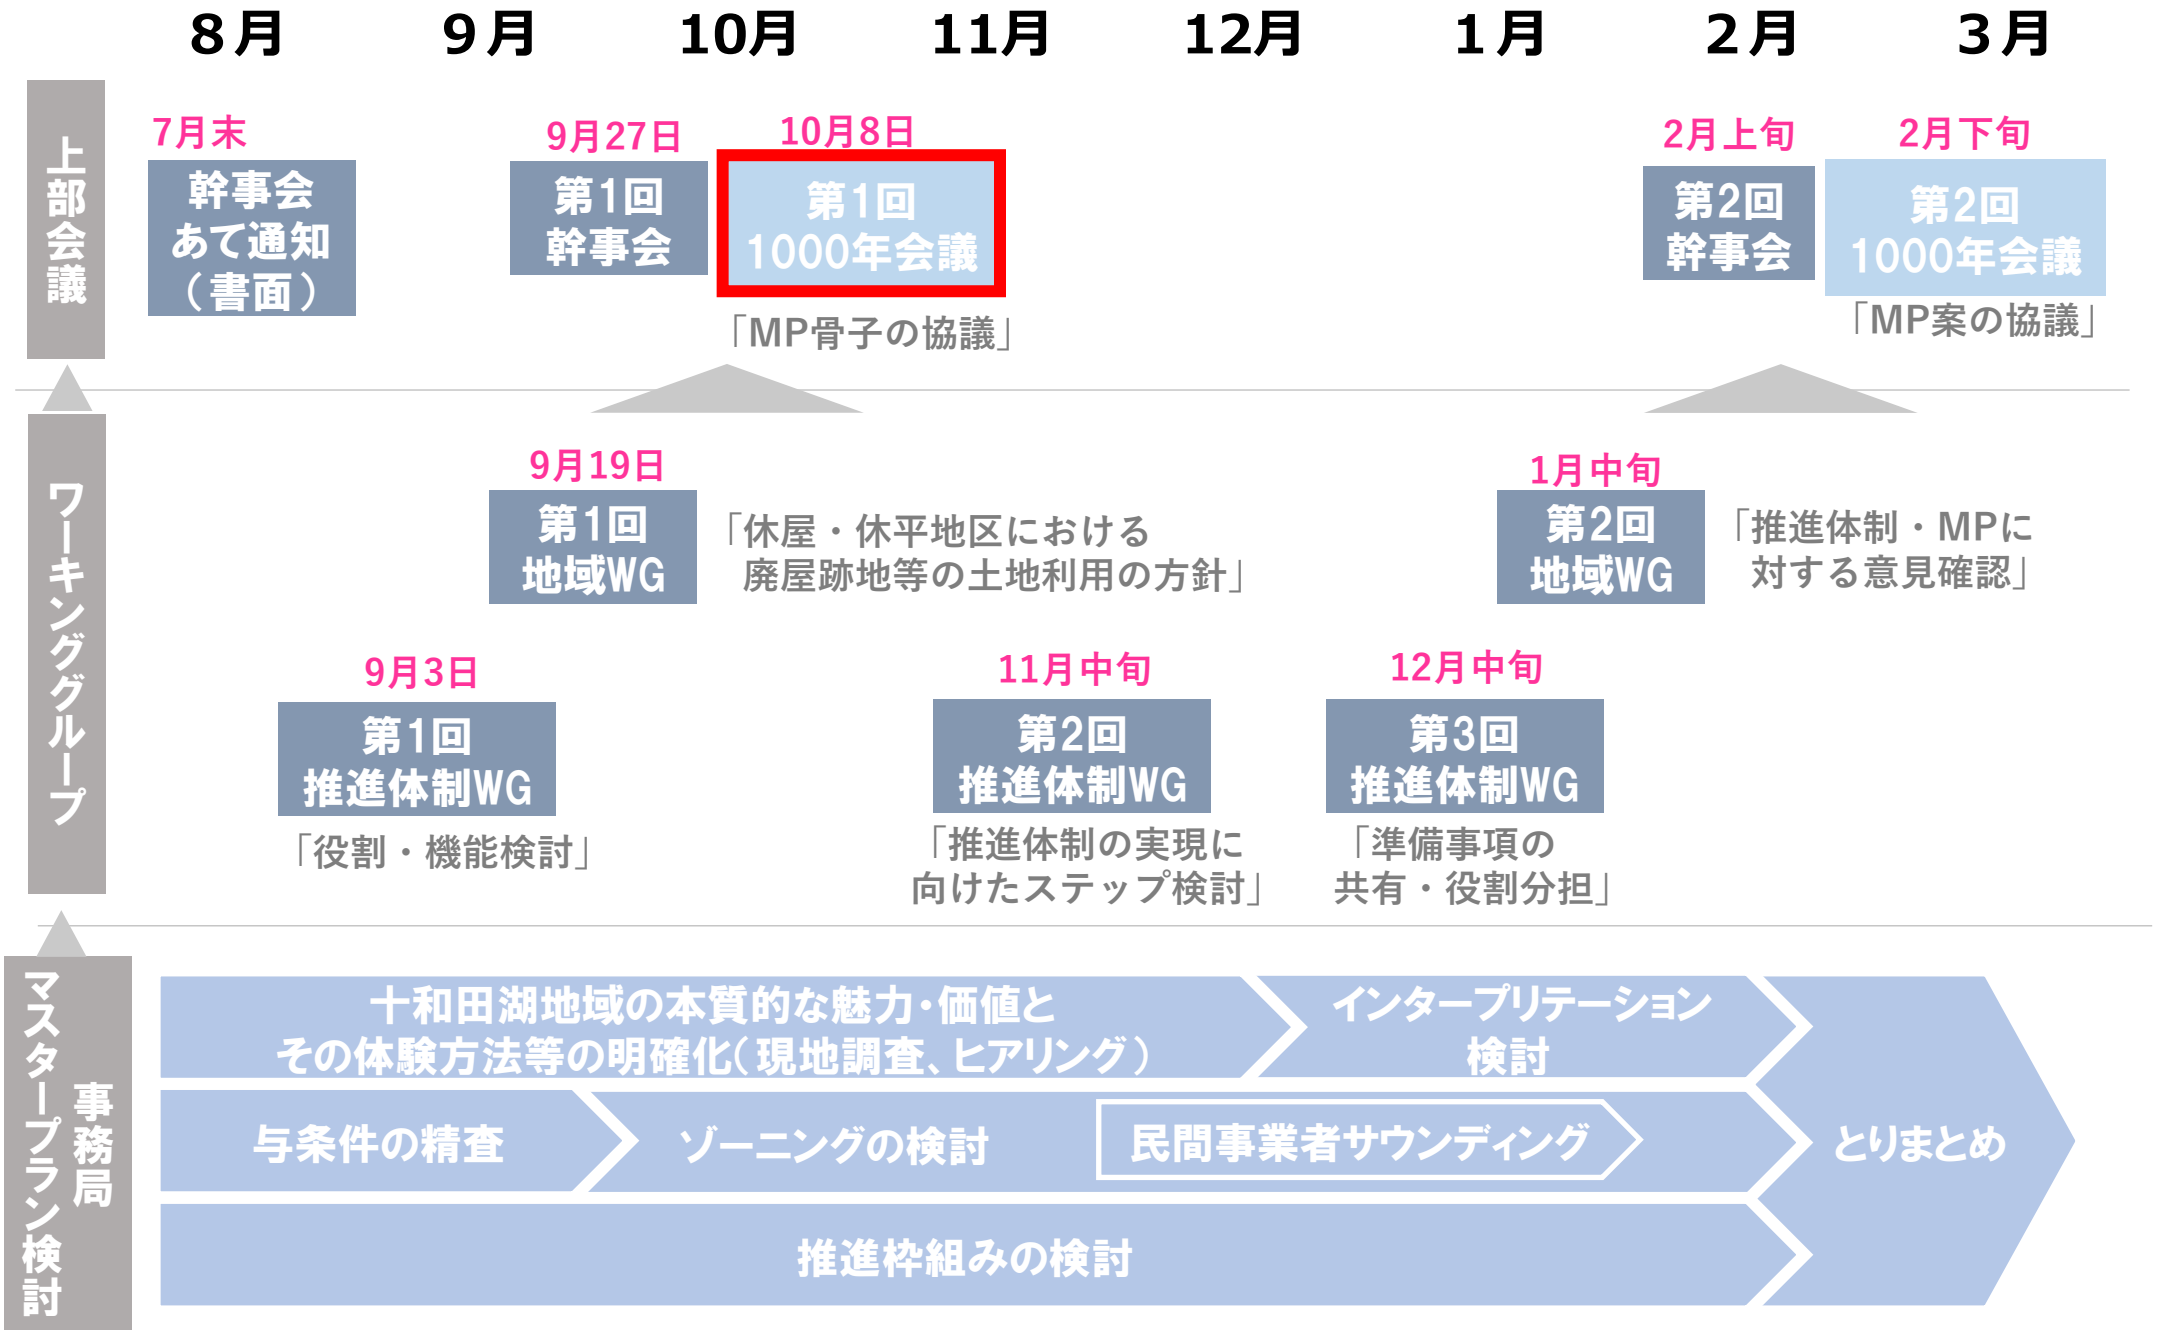 8月 9月 10月 11月 12月 1月 2月 3月
上部会議
7月末
幹事会
あて通知
（書面）
9月27日
第1回
幹事会
10月8日
第1回
1000年会議
「MP骨子の協議」
2月上旬
第2回
幹事会
2月下旬
第2回
1000年会議
「MP案の協議」
ワーキンググループ
9月19日
第1回
地域WG
「休屋・休平地区における
廃屋跡地等の土地利用の方針」
1月中旬
第2回
地域WG
「推進体制・MPに
対する意見確認」
9月3日
第1回
推進体制WG
「役割・機能検討」
11月中旬
第2回
推進体制WG
「推進体制の実現に
向けたステップ検討」
12月中旬
第3回
推進体制WG
「準備事項の
共有・役割分担」
事務局
マスタープラン検討
十和田湖地域の本質的な魅力・価値と
その体験方法等の明確化（現地調査、ヒアリング）
インタープリテーション
検討
与条件の精査
ゾーニングの検討
民間事業者サウンディング
推進枠組みの検討
とりまとめ